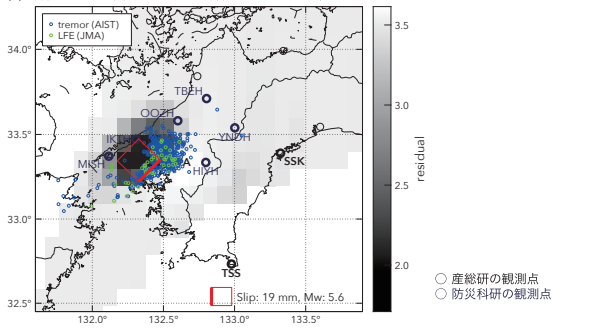 tremor (AIST)
LFE (JMA)
34.0°
33.5°
33.0°
32.5°
132.0°
132.5°
133.0°
133.5°
TBEH
OOZH
YNDH
MISH
HIYH
SSK
TSS
Slip: 19 mm, Mw: 5.6
3.5
3.0
2.5
2.0
residual
産総研の観測点
防災科研の観測点